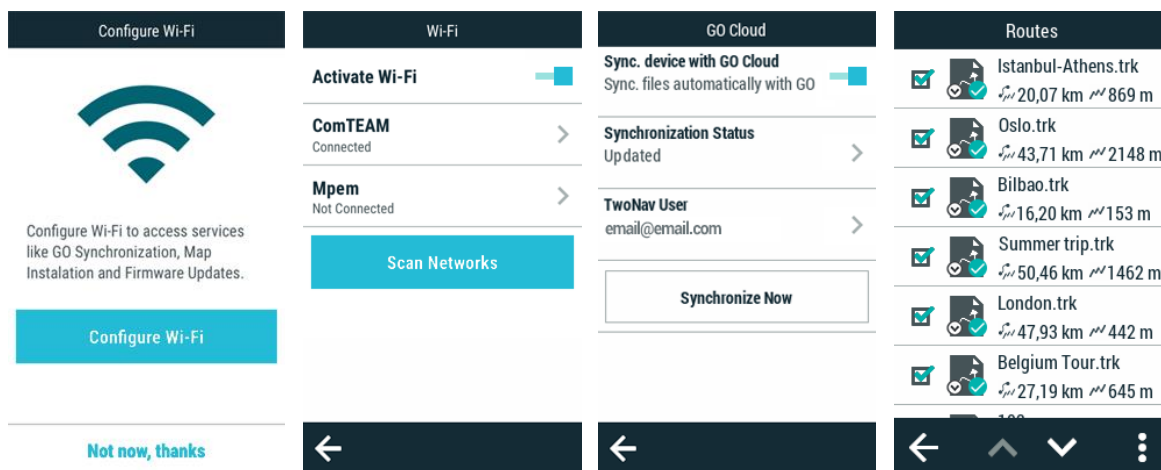 Configure Wi-Fi
Configure Wi-Fi to access services
like GO Synchronization, Map
Instalation and Firmware Updates.
Configure Wi-Fi
Not now, thanks
Wi-Fi
Activate Wi-Fi
ComTEAM
Connected
Mpem
Not Connected
Scan Networks
GO Cloud
Sync. device with GO Cloud
Sync. files automatically with GO
Synchronization Status
Updated
TwoNav User
email@email.com
Synchronize Now
Routes
Istanbul-Athens.trk
20,07 km 869 m
Oslo.trk
43,71 km 2148 m
Bilbao.trk
16,20 km 153 m
Summer trip.trk
50,46 km 1462 m
London.trk
47,93 km 442 m
Belgium Tour.trk
27,19 km 645 m